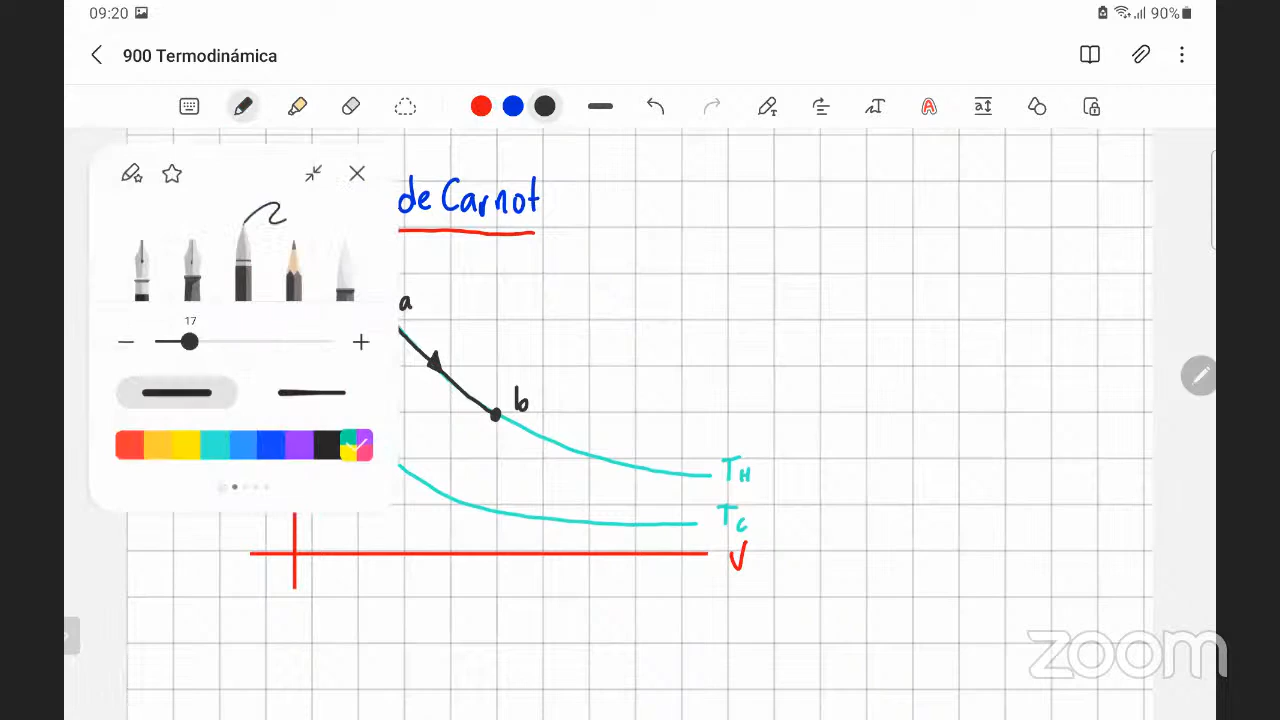 09:20
90%
900 Termodinámica
A
a
de Carnot
17
a
b
T_H
T_C
V
zoom